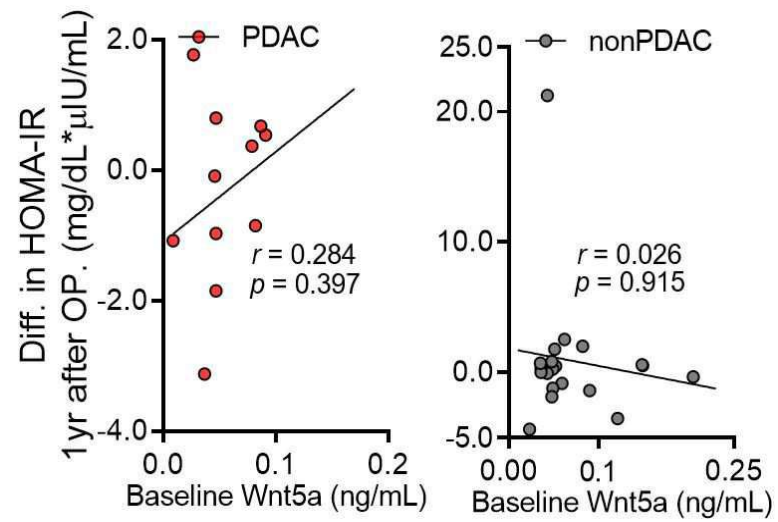 PDAC
nonPDAC
Diff. in HOMA-IR
1yr after OP. (mg/dL*μIU/mL)
2.0
0.0
-2.0
-4.0
r = 0.284
p = 0.397
0.0 0.1 0.2
Baseline Wnt5a (ng/mL)
25.0
20.0
10.0
0.0
-5.0
r = 0.026
p = 0.915
0.00 0.1 0.25
Baseline Wnt5a (ng/mL)